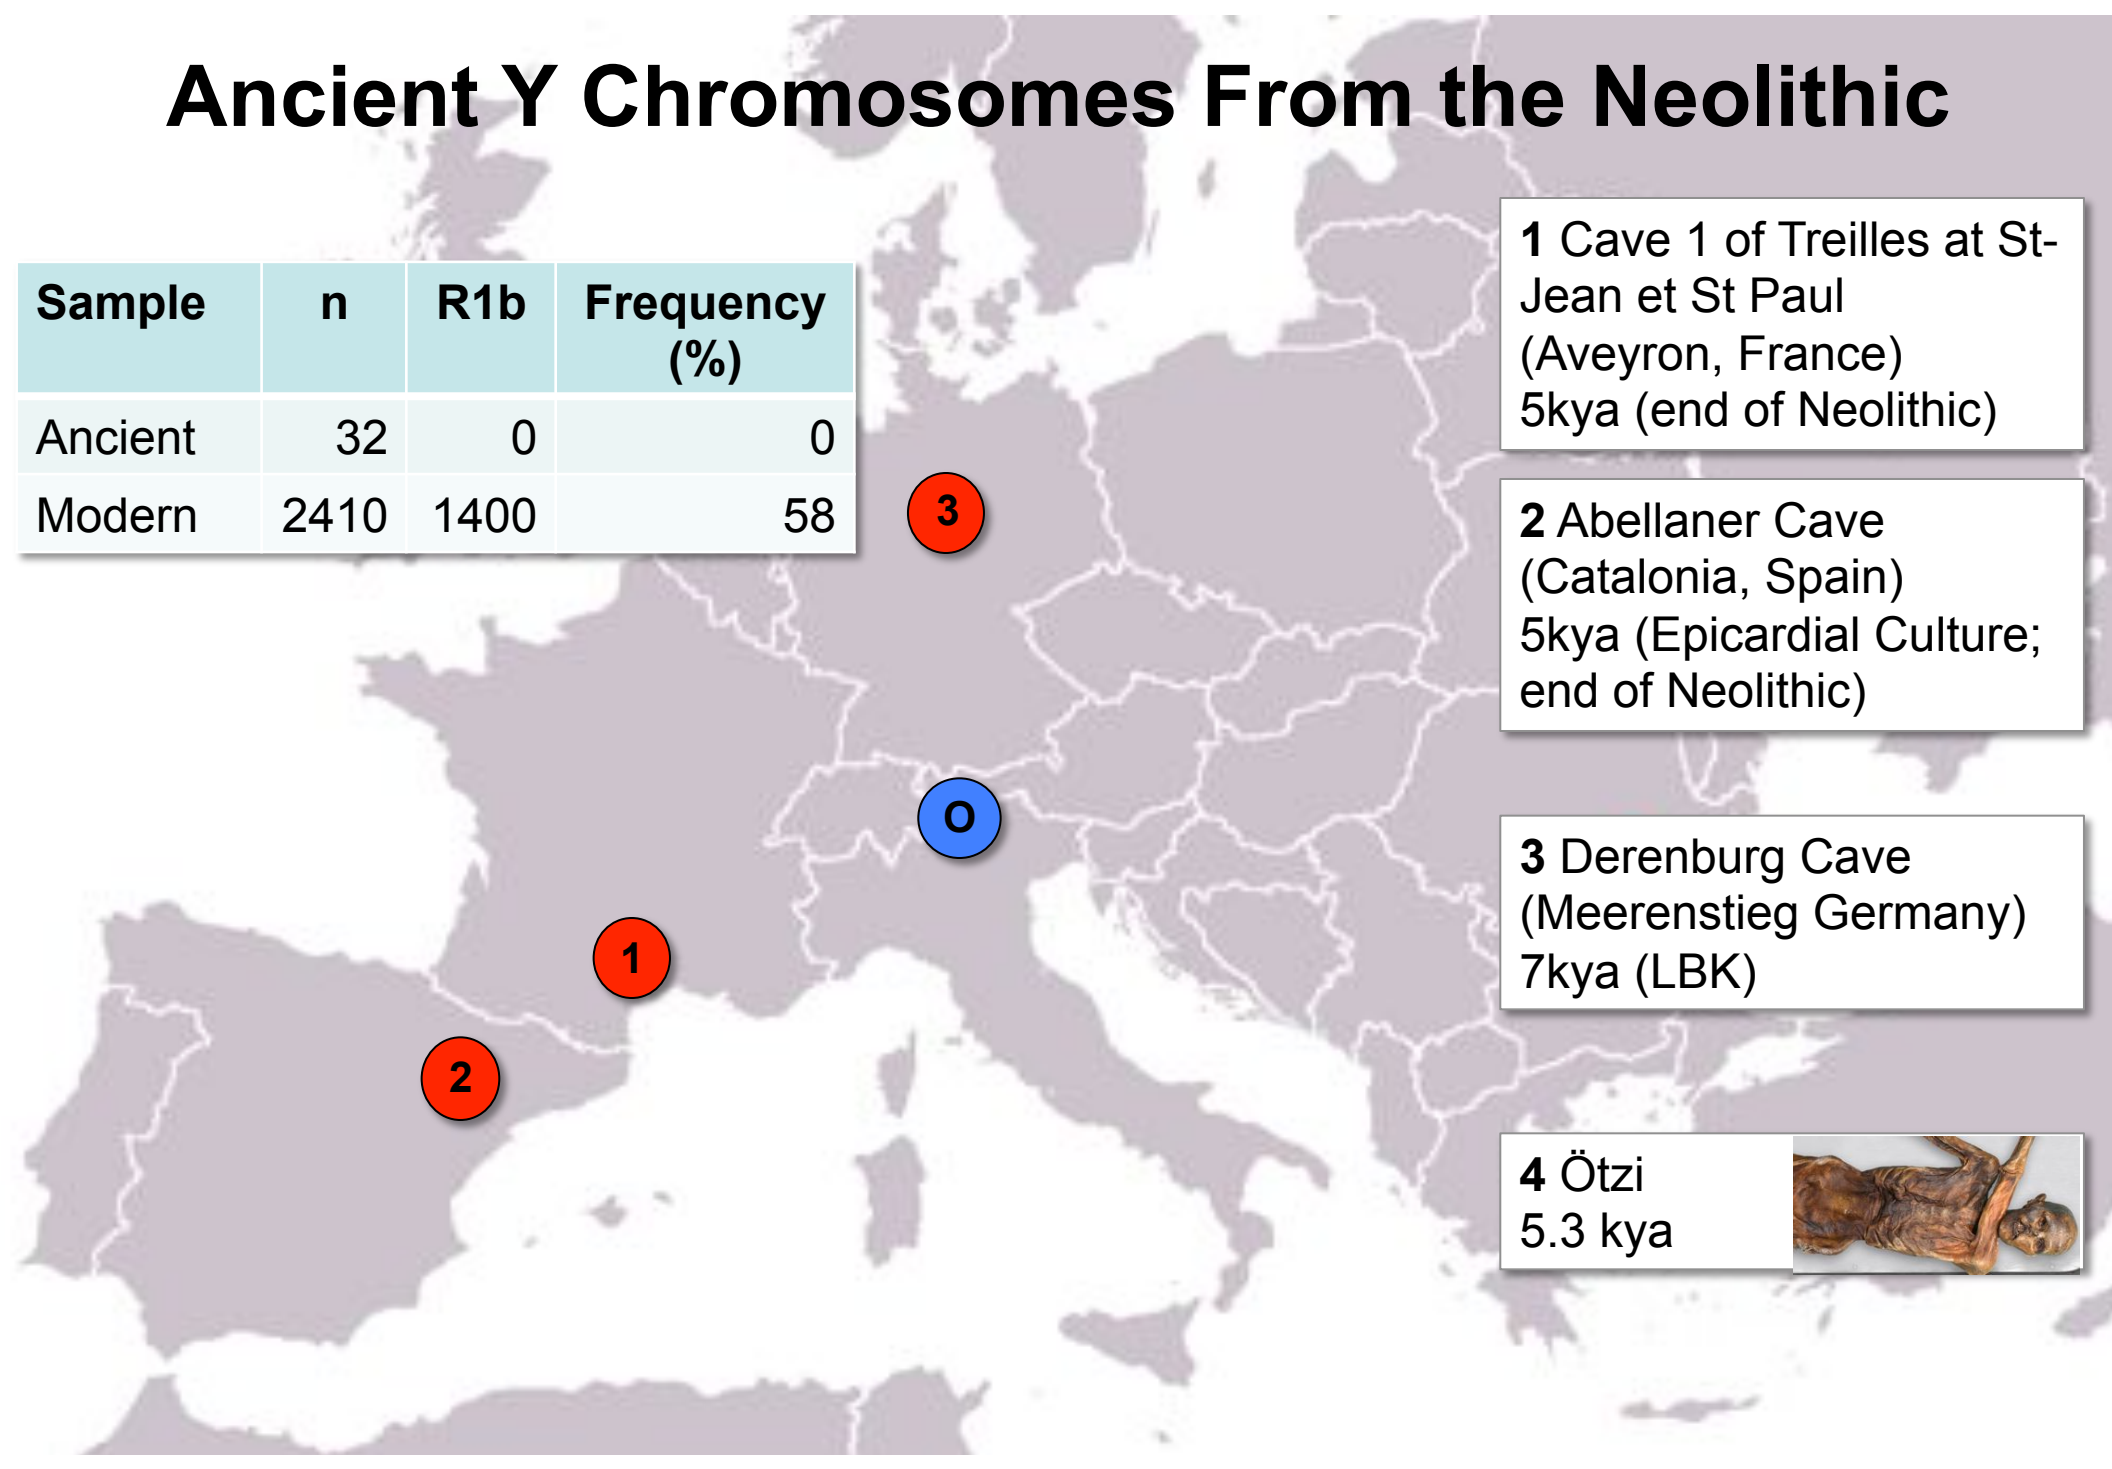 Ancient Y Chromosomes From the Neolithic
Sample n R1b Frequency (%)
Ancient 32 0 0
Modern 2410 1400 58
1 Cave 1 of Treilles at St-
Jean et St Paul
(Aveyron, France)
5kya (end of Neolithic)
2 Abellaner Cave
(Catalonia, Spain)
5kya (Epicardial Culture;
end of Neolithic)
3 Derenburg Cave
(Meerenstieg Germany)
7kya (LBK)
4 Ötzi
5.3 kya
3
O
1
2